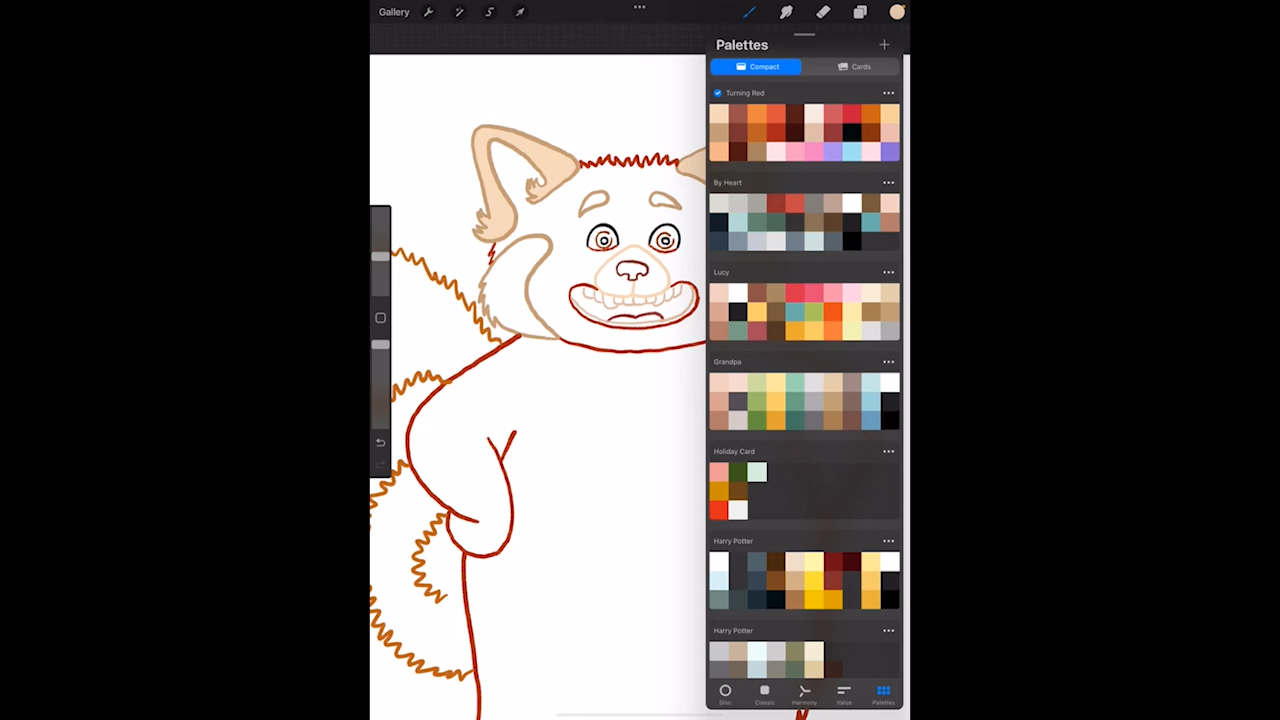 Gallery
Palettes
Compact
Cards
Turning Red
By Heart
Lucy
Grandpa
Holiday Card
Harry Potter
Harry Potter
Disc
Classic
Harmony
Value
Palettes